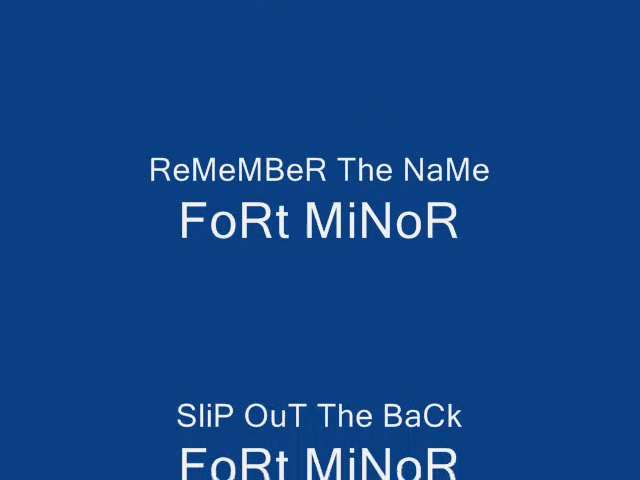 ReMeMBeR The NaMe
FoRt MiNoR
SliP OuT The BaCk
FoRt MiNoR